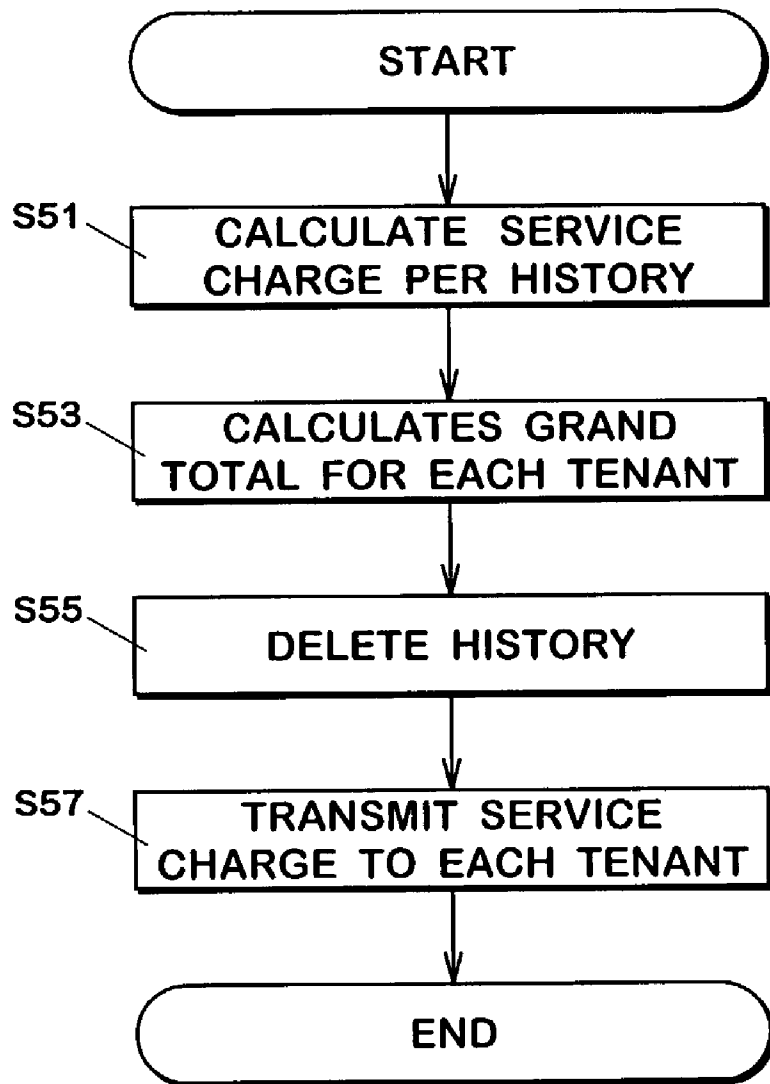 START
S51
CALCULATE SERVICE
CHARGE PER HISTORY
S53
CALCULATES GRAND
TOTAL FOR EACH TENANT
S55
DELETE HISTORY
S57
TRANSMIT SERVICE
CHARGE TO EACH TENANT
END